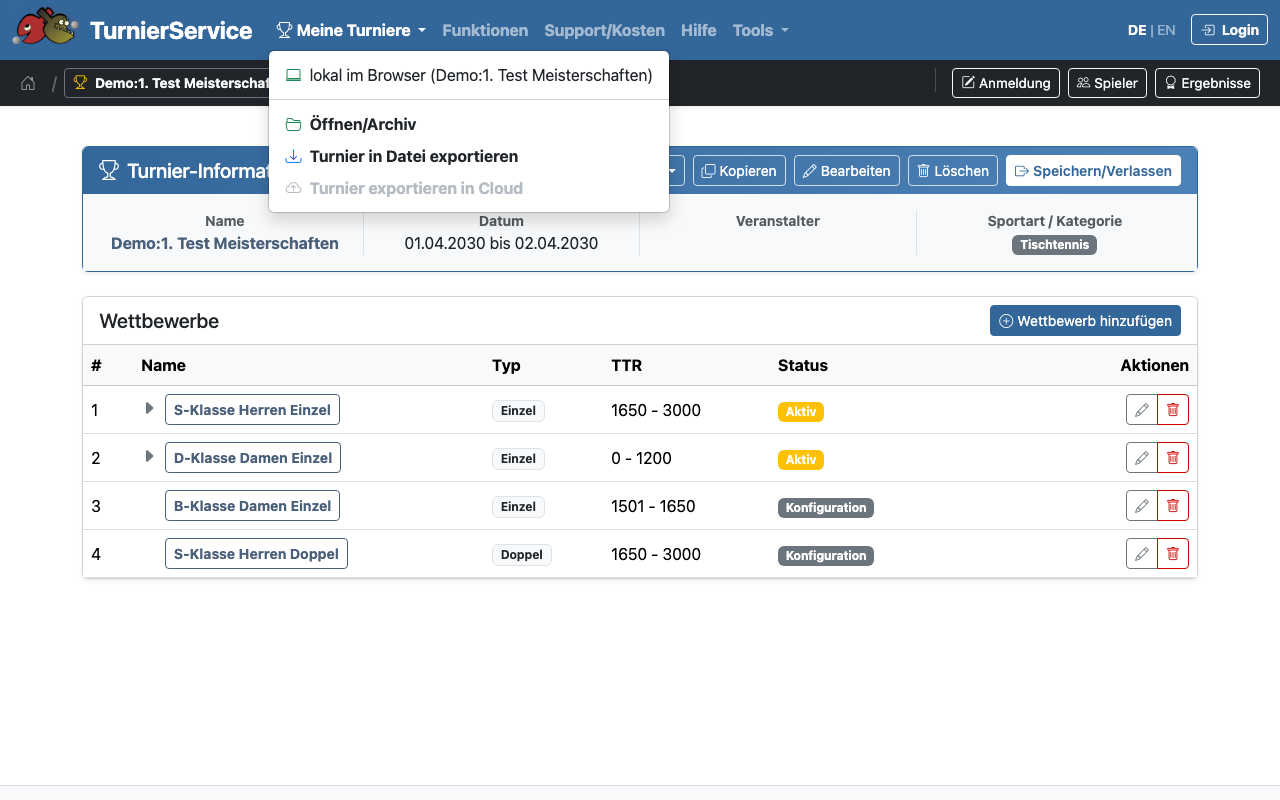 TurnierService Meine Turniere Funktionen Support/Kosten Hilfe Tools DE | EN Login
/ Demo:1. Test Meisterschaf Anmeldung Spieler Ergebnisse
lokal im Browser (Demo:1. Test Meisterschaften)
Öffnen/Archiv
Turnier in Datei exportieren
Turnier exportieren in Cloud
Turnier-Informat Kopieren Bearbeiten Löschen Speichern/Verlassen
Name Datum Veranstalter Sportart / Kategorie
Demo:1. Test Meisterschaften 01.04.2030 bis 02.04.2030 Tischtennis
Wettbewerbe Wettbewerb hinzufügen
# Name Typ TTR Status Aktionen
1 S-Klasse Herren Einzel Einzel 1650 - 3000 Aktiv
2 D-Klasse Damen Einzel Einzel 0 - 1200 Aktiv
3 B-Klasse Damen Einzel Einzel 1501 - 1650 Konfiguration
4 S-Klasse Herren Doppel Doppel 1650 - 3000 Konfiguration